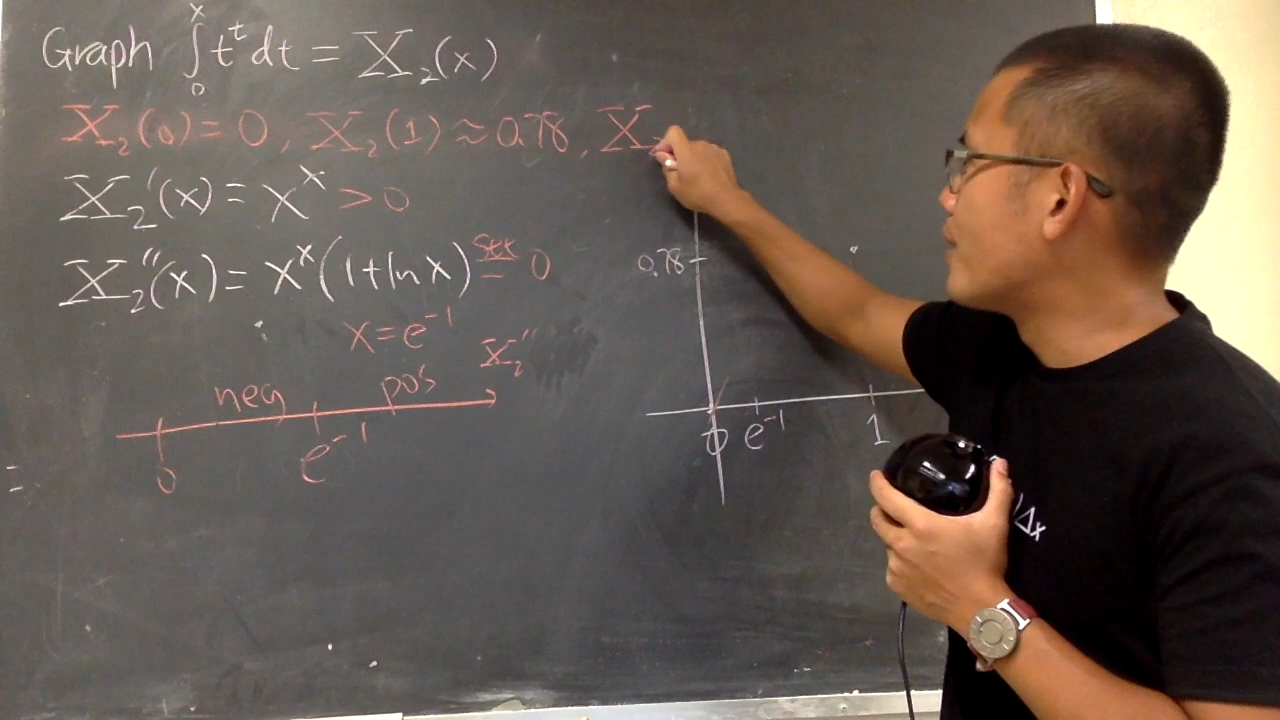 Graph ∫₀ˣ tᵗ dt = X₂(x)
X₂(0) = 0, X₂(1) ≈ 0.78, X
X₂'(x) = xˣ > 0
X₂''(x) = xˣ(1+ln x) set = 0
x = e⁻¹
neg pos X₂''
0 e⁻¹
=
0.78
0 e⁻¹ 1
)Δx